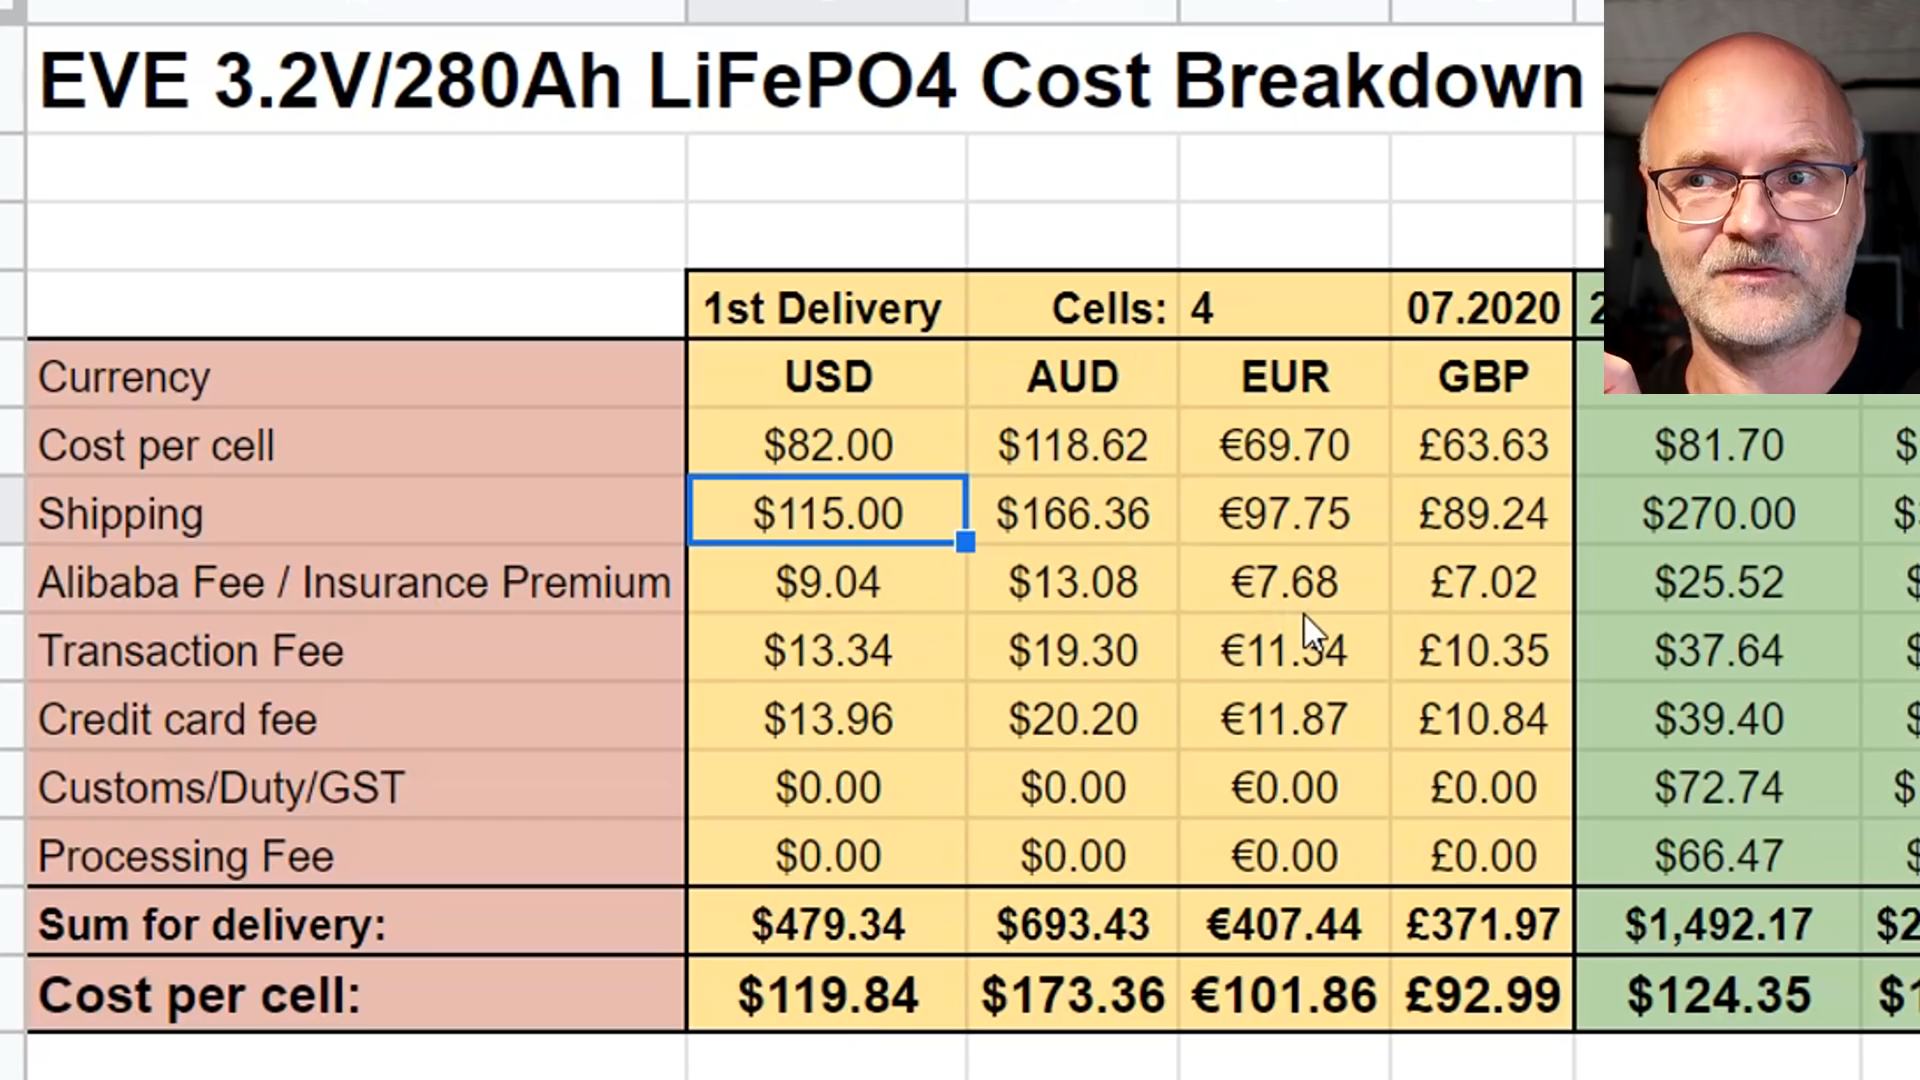 EVE 3.2V/280Ah LiFePO4 Cost Breakdown
1st Delivery Cells: 4 07.2020 2
Currency USD AUD EUR GBP
Cost per cell $82.00 $118.62 €69.70 £63.63 $81.70 $
Shipping $115.00 $166.36 €97.75 £89.24 $270.00 $
Alibaba Fee / Insurance Premium $9.04 $13.08 €7.68 £7.02 $25.52 $
Transaction Fee $13.34 $19.30 £10.35 $37.64 $
Credit card fee $13.96 $20.20 €11.87 £10.84 $39.40 $
Customs/Duty/GST $0.00 $0.00 €0.00 £0.00 $72.74 $
Processing Fee $0.00 $0.00 €0.00 £0.00 $66.47 $
Sum for delivery: $479.34 $693.43 €407.44 £371.97 $1,492.17 $2
Cost per cell: $119.84 $173.36 €101.86 £92.99 $124.35 $1